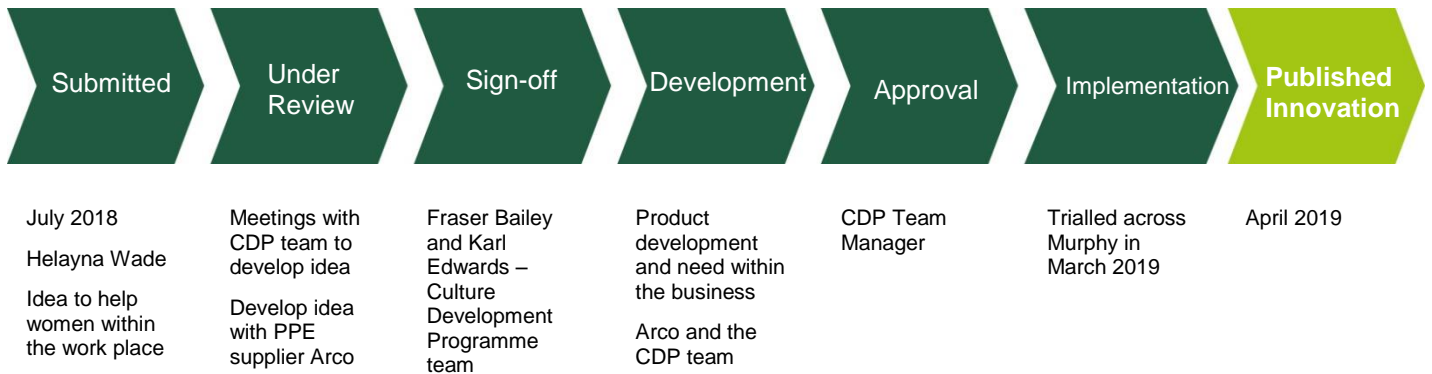 Submitted
Under
Review
Sign-off
Development
Approval
Implementation
Published
Innovation
July 2018
Helayna Wade
Idea to help
women within
the work place
Meetings with
CDP team to
develop idea
Develop idea
with PPE
supplier Arco
Fraser Bailey
and Karl
Edwards –
Culture
Development
Programme
team
Product
development
and need within
the business
Arco and the
CDP team
CDP Team
Manager
Trialled across
Murphy in
March 2019
April 2019